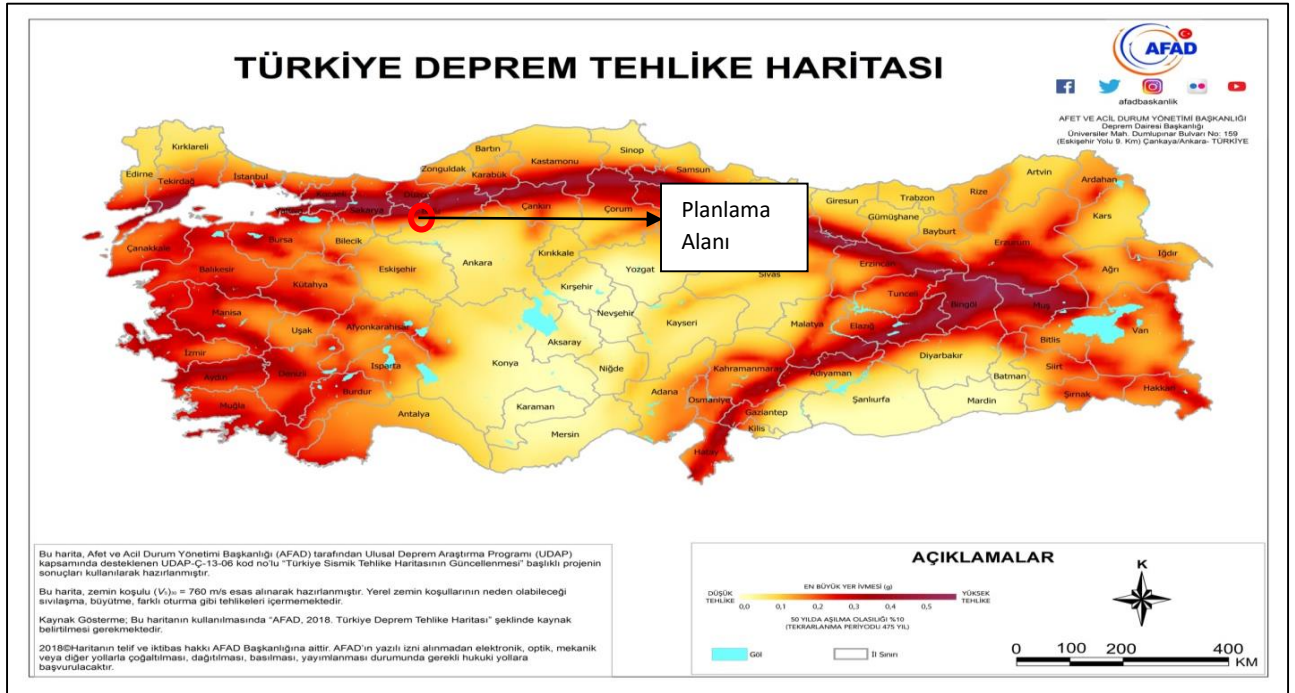 TÜRKİYE DEPREM TEHLİKE HARİTASI
AFAD
afadbaskanlik
AFET VE ACİL DURUM YÖNETİMİ BAŞKANLIĞI
Deprem Dairesi Başkanlığı
Üniversiler Mah. Dumlupınar Bulvarı No: 159
(Eskişehir Yolu 9. Km) Çankaya/Ankara- TÜRKİYE
Kırklareli
Edirne
Tekirdağ
İstanbul
Kocaeli
Sakarya
Düzce
Zonguldak
Bartın
Karabük
Kastamonu
Sinop
Samsun
Çankırı
Çorum
Planlama
Alanı
Giresun
Trabzon
Rize
Artvin
Ardahan
Gümüşhane
Bayburt
Kars
Erzurum
Iğdır
Ağrı
Çanakkale
Bursa
Bilecik
Balıkesir
Kütahya
Eskişehir
Ankara
Kırıkkale
Yozgat
Sivas
Erzincan
Tunceli
Bingöl
Muş
Kırşehir
Manisa
Uşak
Afyonkarahisar
Nevşehir
Kayseri
Malatya
Elazığ
Van
Bitlis
İzmir
Aksaray
Aydın
Denizli
Isparta
Konya
Niğde
Kahramanmaraş
Adıyaman
Diyarbakır
Batman
Siirt
Hakkari
Muğla
Burdur
Antalya
Karaman
Mersin
Adana
Osmaniye
Gaziantep
Kilis
Şanlıurfa
Mardin
Şırnak
Hatay
Bu harita, Afet ve Acil Durum Yönetimi Başkanlığı (AFAD) tarafından Ulusal Deprem Araştırma Programı (UDAP)
kapsamında desteklenen UDAP-Ç-13-06 kod no'lu "Türkiye Sismik Tehlike Haritasının Güncellenmesi" başlıklı projenin
sonuçları kullanılarak hazırlanmıştır.
Bu harita, zemin koşulu (Vₛ)₃₀ = 760 m/s esas alınarak hazırlanmıştır. Yerel zemin koşullarının neden olabileceği
sıvılaşma, büyütme, farklı oturma gibi tehlikeleri içermemektedir.
Kaynak Gösterme; Bu haritanın kullanılmasında "AFAD, 2018. Türkiye Deprem Tehlike Haritası" şeklinde kaynak
belirtilmesi gerekmektedir.
2018©Haritanın telif ve iktibas hakkı AFAD Başkanlığına aittir. AFAD'ın yazılı izni alınmadan elektronik, optik, mekanik
veya diğer yollarla çoğaltılması, dağıtılması, basılması, yayımlanması durumunda gerekli hukuki yollara
başvurulacaktır.
AÇIKLAMALAR
EN BÜYÜK YER İVMESİ (g)
DÜŞÜK
TEHLİKE
YÜKSEK
TEHLİKE
0,0 0,1 0,2 0,3 0,4 0,5
50 YILDA AŞILMA OLASILIĞI %10
(TEKRARLANMA PERİYODU 475 YIL)
Göl
İl Sınırı
K
0 100 200 400
KM